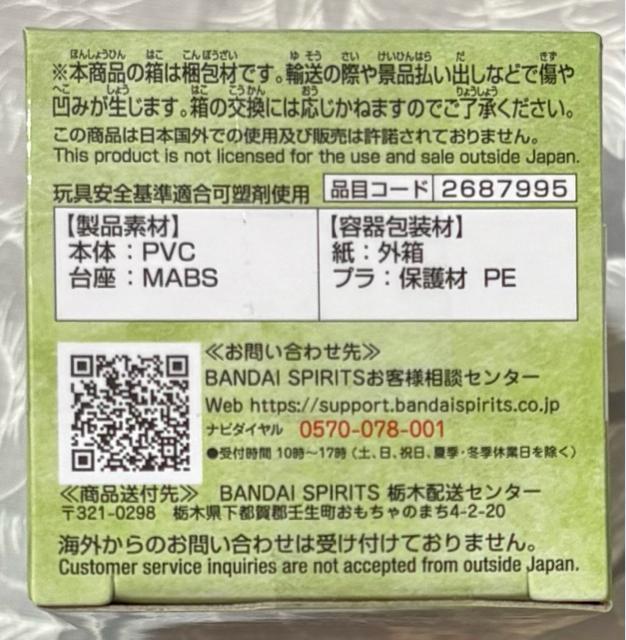 ※本商品の箱は梱包材です。輸送の際や景品払い出しなどで傷や
凹みが生じます。箱の交換には応じかねますのでご了承ください。
この商品は日本国外での使用及び販売は許諾されておりません。
This product is not licensed for the use and sale outside Japan.
玩具安全基準適合可塑剤使用 品目コード 2687995
【製品素材】
本体：PVC
台座：MABS
【容器包装材】
紙：外箱
プラ：保護材 PE
≪お問い合わせ先≫
BANDAI SPIRITSお客様相談センター
Web https://support.bandaispirits.co.jp
ナビダイヤル 0570-078-001
●受付時間 10時～17時（土、日、祝日、夏季・冬季休業日を除く）
≪商品送付先≫ BANDAI SPIRITS 栃木配送センター
〒321-0298 栃木県下都賀郡壬生町おもちゃのまち4-2-20
海外からのお問い合わせは受け付けておりません。
Customer service inquiries are not accepted from outside Japan.